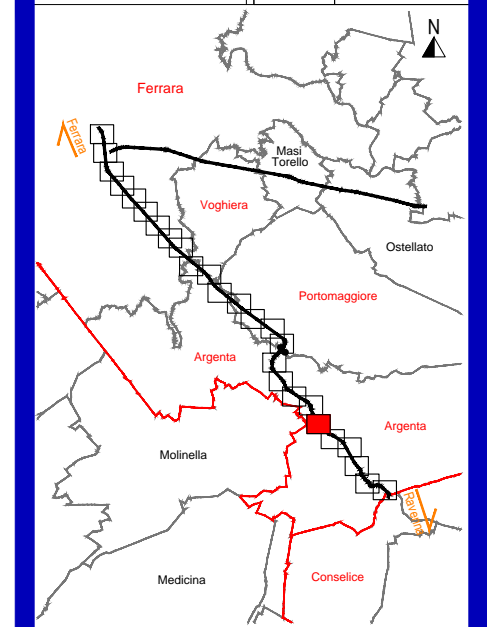 N
Ferrara
Ferrara
Masi
Torello
Voghiera
Ostellato
Portomaggiore
Argenta
Argenta
Molinella
Ravenna
Medicina
Conselice